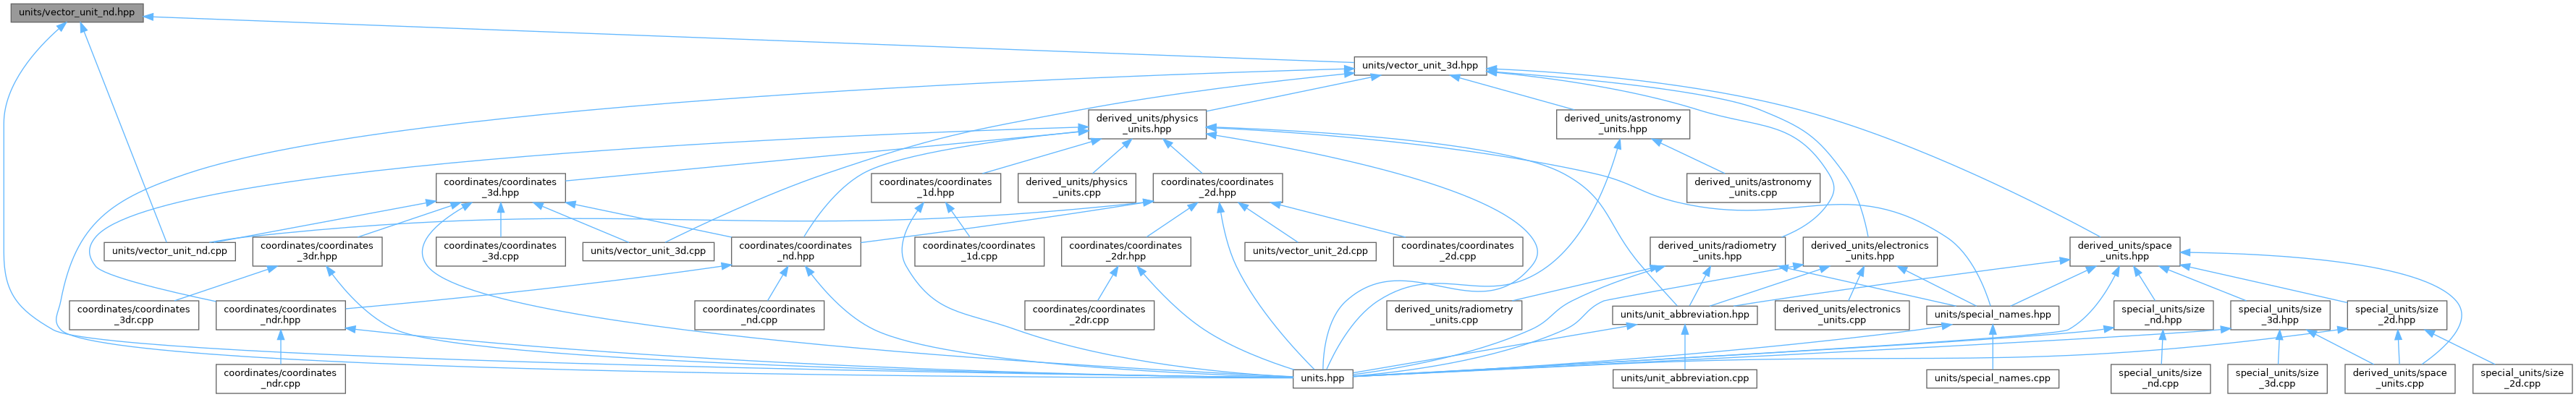 units/vector_unit_nd.hpp
units/vector_unit_3d.hpp
derived_units/physics
_units.hpp
derived_units/astronomy
_units.hpp
coordinates/coordinates
_3d.hpp
coordinates/coordinates
_1d.hpp
derived_units/physics
_units.cpp
coordinates/coordinates
_2d.hpp
derived_units/astronomy
_units.cpp
units/vector_unit_nd.cpp
coordinates/coordinates
_3dr.hpp
coordinates/coordinates
_3d.cpp
units/vector_unit_3d.cpp
coordinates/coordinates
_nd.hpp
coordinates/coordinates
_1d.cpp
coordinates/coordinates
_2dr.hpp
units/vector_unit_2d.cpp
coordinates/coordinates
_2d.cpp
derived_units/radiometry
_units.hpp
derived_units/electronics
_units.hpp
derived_units/space
_units.hpp
coordinates/coordinates
_3dr.cpp
coordinates/coordinates
_ndr.hpp
coordinates/coordinates
_nd.cpp
coordinates/coordinates
_2dr.cpp
derived_units/radiometry
_units.cpp
units/unit_abbreviation.hpp
derived_units/electronics
_units.cpp
units/special_names.hpp
special_units/size
_nd.hpp
special_units/size
_3d.hpp
special_units/size
_2d.hpp
coordinates/coordinates
_ndr.cpp
units.hpp
units/unit_abbreviation.cpp
units/special_names.cpp
special_units/size
_nd.cpp
special_units/size
_3d.cpp
derived_units/space
_units.cpp
special_units/size
_2d.cpp